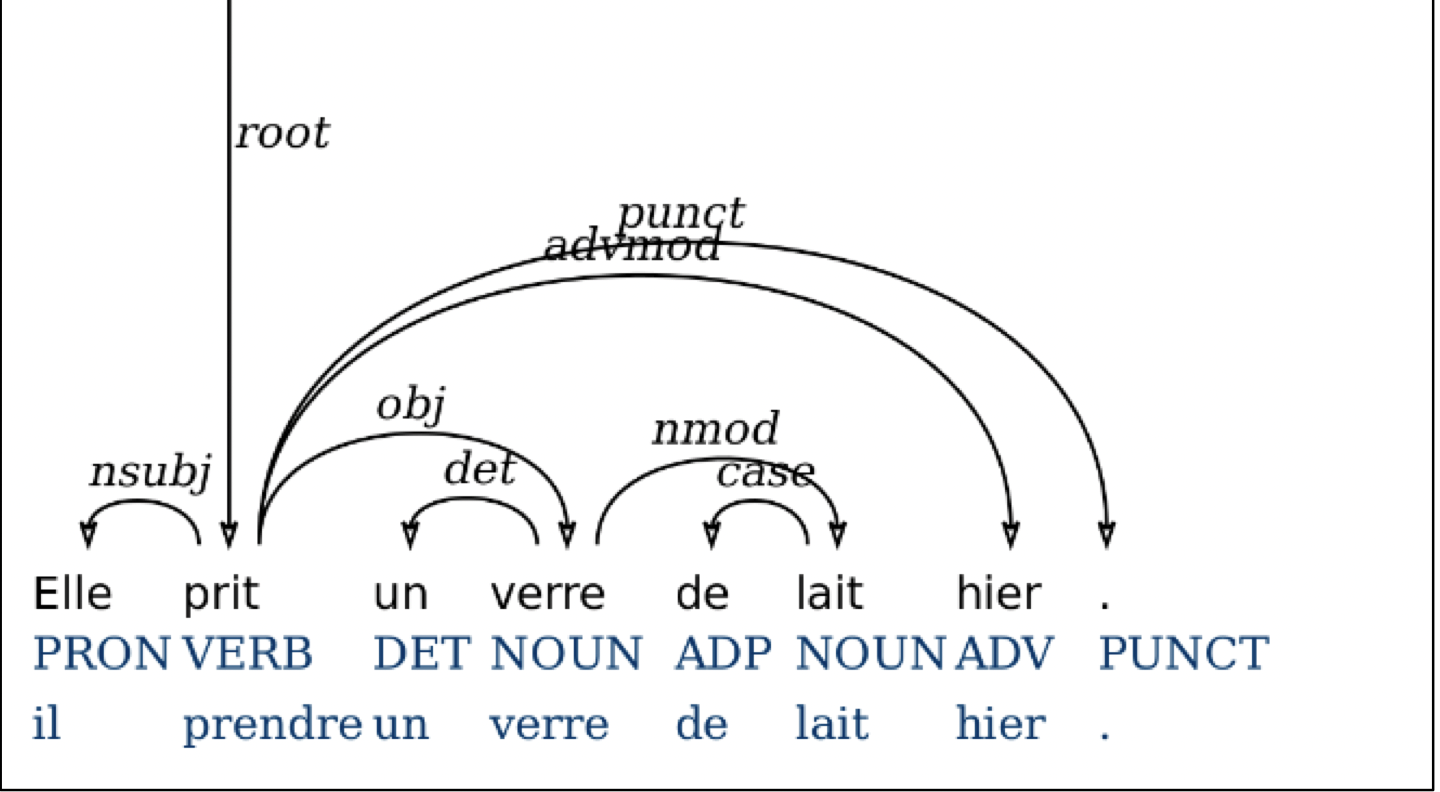 root
punct
advmod
obj
nmod
nsubj det case
Elle prit un verre de lait hier .
PRON VERB DET NOUN ADP NOUN ADV PUNCT
il prendre un verre de lait hier .